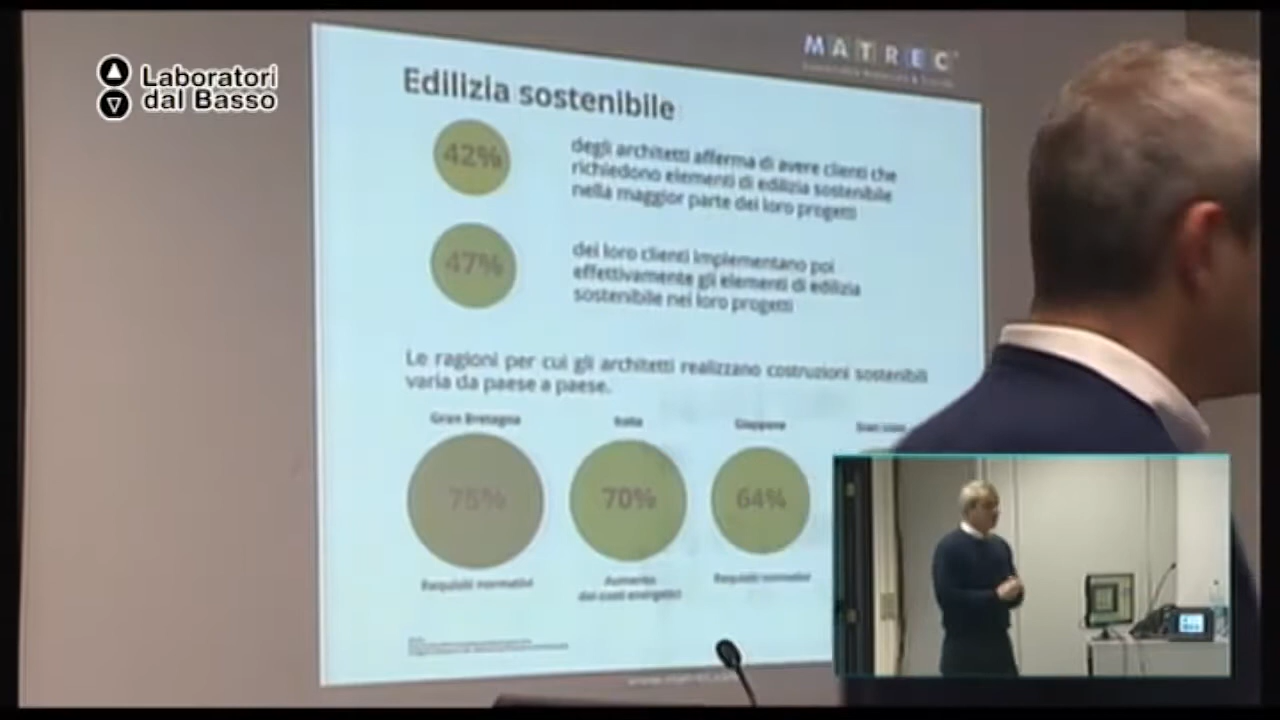 Laboratori
dal Basso
MATREC
Edilizia sostenibile
42%
degli architetti afferma di avere clienti che
richiedono elementi di edilizia sostenibile
nella maggior parte dei loro progetti
47%
dei loro clienti implementano poi
effettivamente gli elementi di edilizia
sostenibile nei loro progetti
Le ragioni per cui gli architetti realizzano costruzioni sostenibili
varia da paese a paese.
Gran Bretagna
Italia
Giappone
75%
70%
64%
Requisiti normativi
Aumento
dei costi energetici
Requisiti normativi